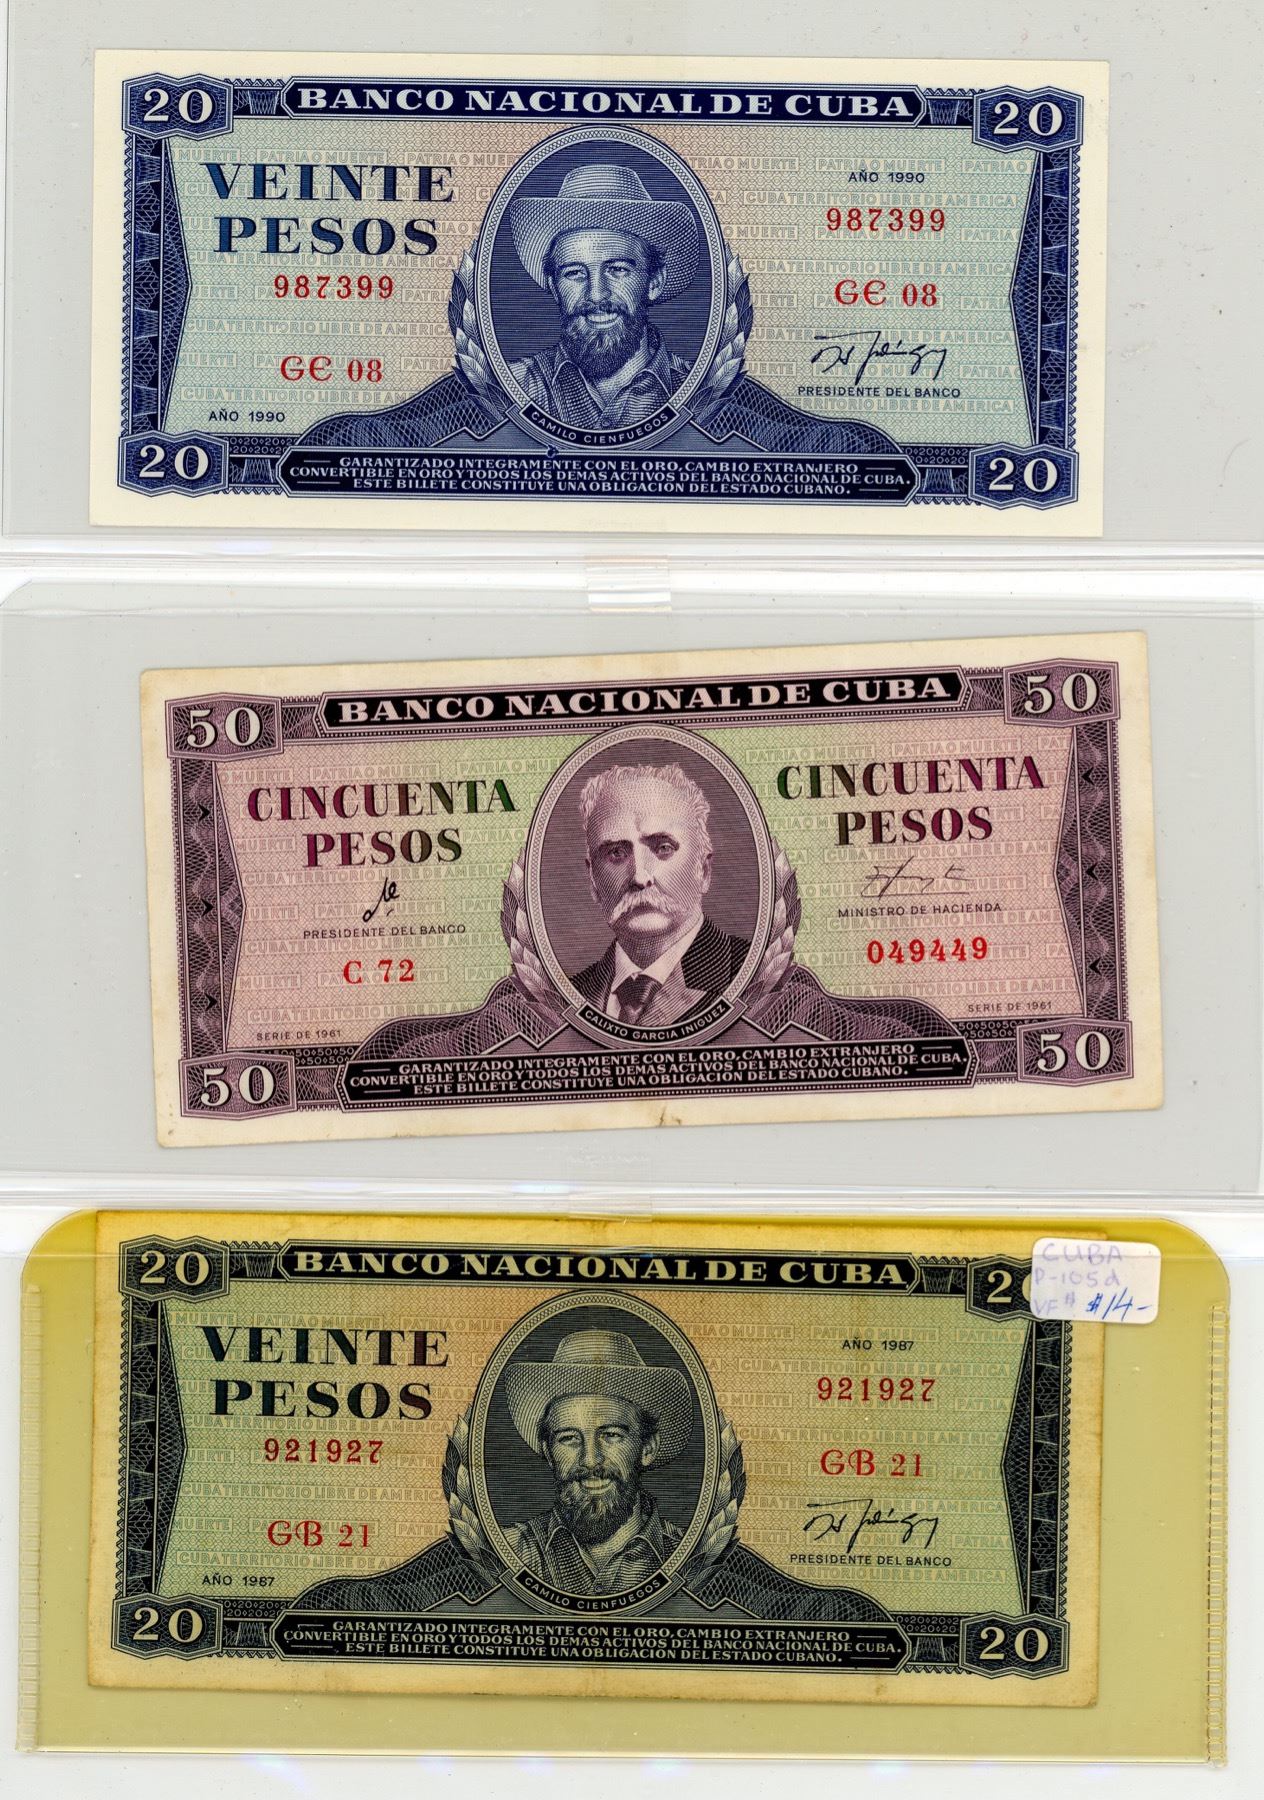 20 BANCO NACIONAL DE CUBA 20
VEINTE
PESOS
AÑO 1990
987399
987399
GE 08
GE 08
PRESIDENTE DEL BANCO
AÑO 1990
CAMILO CIENFUEGOS
20 20
GARANTIZADO INTEGRAMENTE CON EL ORO, CAMBIO EXTRANJERO
CONVERTIBLE EN ORO Y TODOS LOS DEMAS ACTIVOS DEL BANCO NACIONAL DE CUBA.
ESTE BILLETE CONSTITUYE UNA OBLIGACION DEL ESTADO CUBANO.
50 BANCO NACIONAL DE CUBA 50
CINCUENTA
PESOS
CINCUENTA
PESOS
PATRIA O MUERTE
CUBA TERRITORIO LIBRE DE AMERICA
PRESIDENTE DEL BANCO
MINISTRO DE HACIENDA
C 72
049449
SERIE DE 1961
SERIE DE 1961
CALIXTO GARCIA INIGUEZ
50 50
GARANTIZADO INTEGRAMENTE CON EL ORO, CAMBIO EXTRANJERO
CONVERTIBLE EN ORO Y TODOS LOS DEMAS ACTIVOS DEL BANCO NACIONAL DE CUBA.
ESTE BILLETE CONSTITUYE UNA OBLIGACION DEL ESTADO CUBANO.
20 BANCO NACIONAL DE CUBA 2
CUBA
P-105d
VF# $14-
VEINTE
PESOS
AÑO 1987
921927
921927
GB 21
GB 21
PRESIDENTE DEL BANCO
AÑO 1987
CAMILO CIENFUEGOS
20 20
GARANTIZADO INTEGRAMENTE CON EL ORO, CAMBIO EXTRANJERO
CONVERTIBLE EN ORO Y TODOS LOS DEMAS ACTIVOS DEL BANCO NACIONAL DE CUBA.
ESTE BILLETE CONSTITUYE UNA OBLIGACION DEL ESTADO CUBANO.